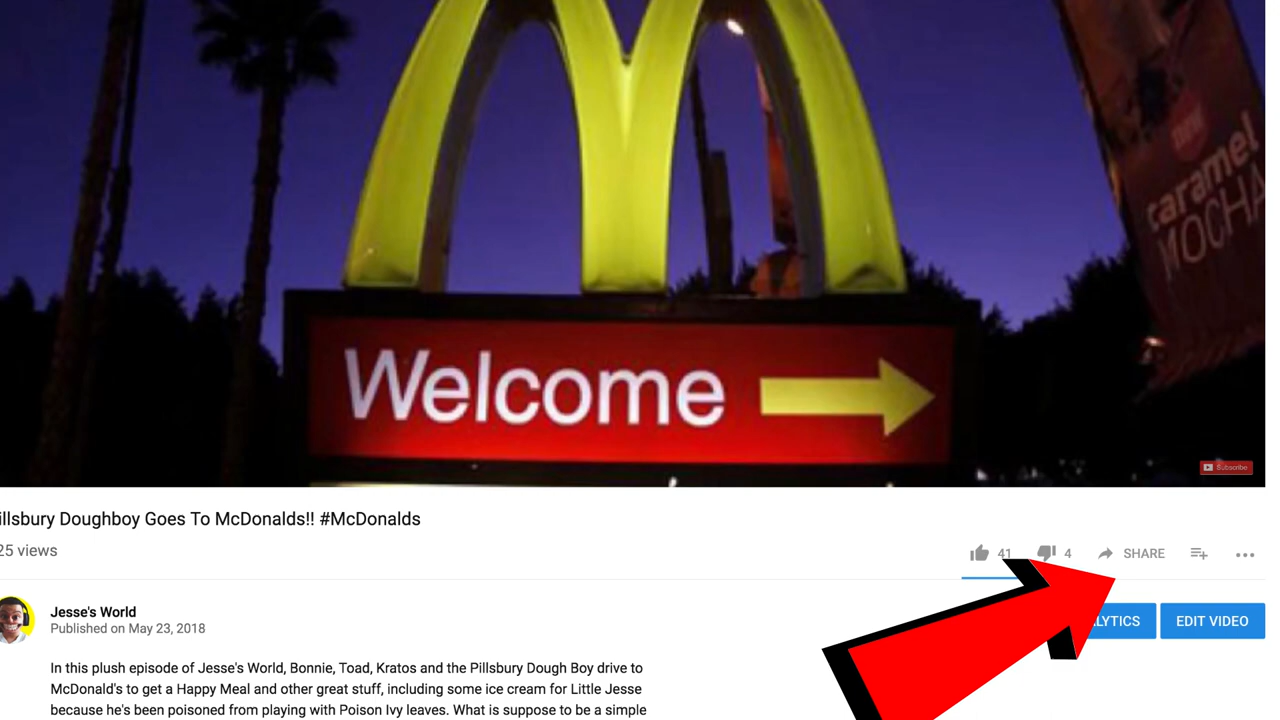 new
caramel
MOCHA
Welcome
Subscribe
illsbury Doughboy Goes To McDonalds!! #McDonalds
25 views
41
4
SHARE
Jesse's World
Published on May 23, 2018
LYTICS
EDIT VIDEO
In this plush episode of Jesse's World, Bonnie, Toad, Kratos and the Pillsbury Dough Boy drive to
McDonald's to get a Happy Meal and other great stuff, including some ice cream for Little Jesse
because he's been poisoned from playing with Poison Ivy leaves. What is suppose to be a simple